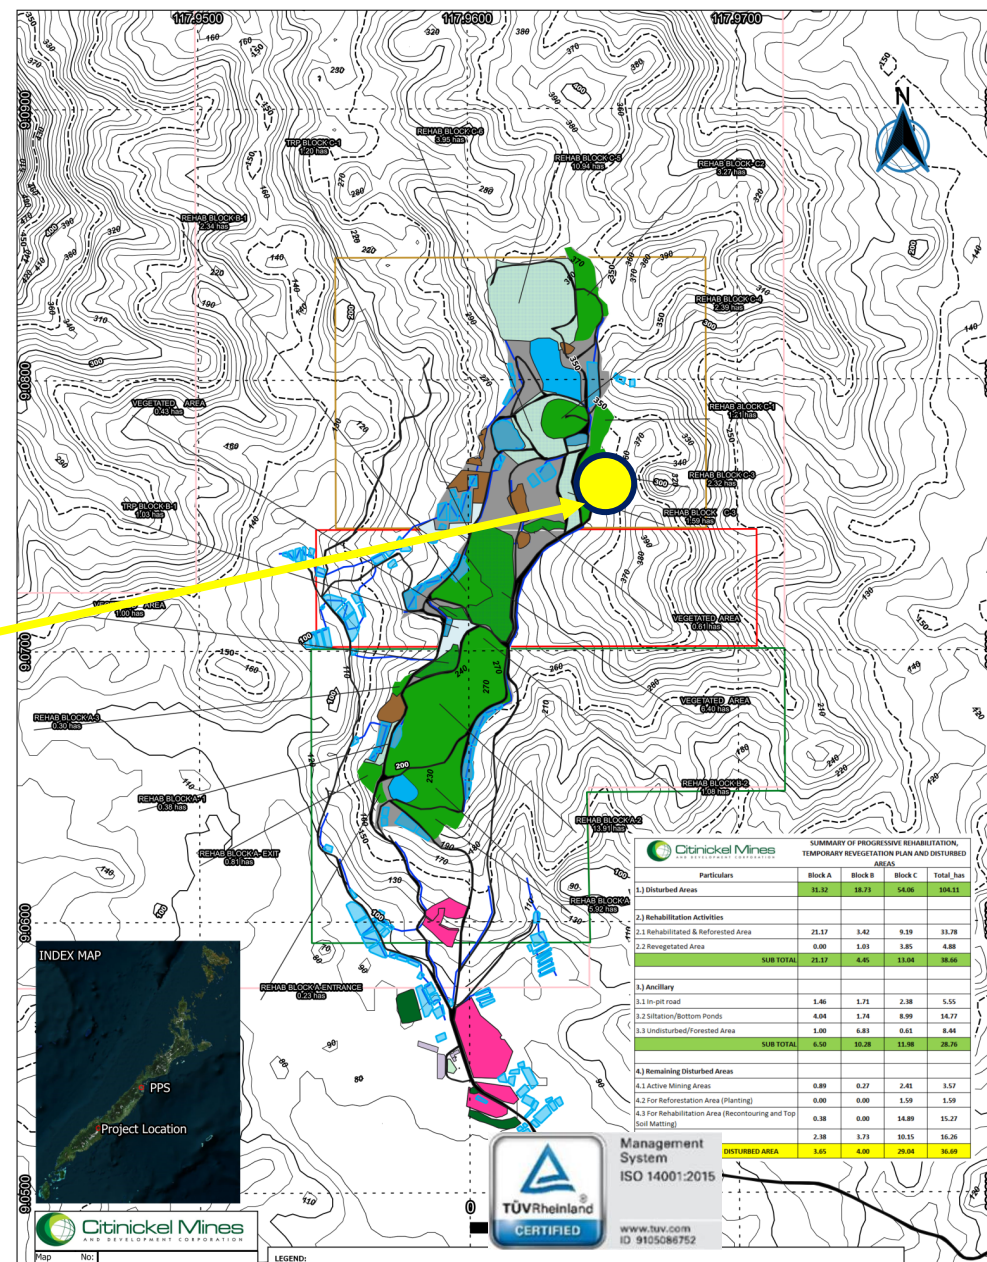 117.9500
117.9600
117.9700
N
9.0900
9.0800
9.0700
9.0600
9.0500
REHAB BLOCK C-6
3.95 has
TRP BLOCK C-1
1.20 has
REHAB BLOCK C-5
10.94 has
REHAB BLOCK C2
3.27 has
REHAB BLOCK B-1
2.34 has
REHAB BLOCK C-4
2.39 has
VEGETATED AREA
0.43 has
REHAB BLOCK C-1
1.21 has
REHAB BLOCK C-3
2.32 has
TRP BLOCK B-1
1.03 has
REHAB BLOCK C-3
1.59 has
AREA
1.00 has
VEGETATED AREA
0.61 has
VEGETATED AREA
6.40 has
REHAB BLOCK A-3
0.30 has
REHAB BLOCK B-2
1.08 has
REHAB BLOCK A-1
0.38 has
REHAB BLOCK A-2
13.91 has
REHAB BLOCK A- EXIT
0.81 has
REHAB BLOCK A
5.92 has
REHAB BLOCK A-ENTRANCE
0.23 has
Citinickel Mines
AND DEVELOPMENT CORPORATION
SUMMARY OF PROGRESSIVE REHABILITATION,
TEMPORARY REVEGETATION PLAN AND DISTURBED
AREAS
Particulars Block A Block B Block C Total_has
1.) Disturbed Areas 31.32 18.73 54.06 104.11
2.) Rehabilitation Activities
2.1 Rehabilitated & Reforested Area 21.17 3.42 9.19 33.78
2.2 Revegetated Area 0.00 1.03 3.85 4.88
SUB TOTAL 21.17 4.45 13.04 38.66
3.) Ancillary
3.1 In-pit road 1.46 1.71 2.38 5.55
3.2 Siltation/Bottom Ponds 4.04 1.74 8.99 14.77
3.3 Undisturbed/Forested Area 1.00 6.83 0.61 8.44
SUB TOTAL 6.50 10.28 11.98 28.76
4.) Remaining Disturbed Areas
4.1 Active Mining Areas 0.89 0.27 2.41 3.57
4.2 For Reforestation Area (Planting) 0.00 0.00 1.59 1.59
4.3 For Rehabilitation Area (Recontouring and Top
Soil Matting) 0.38 0.00 14.89 15.27
2.38 3.73 10.15 16.26
DISTURBED AREA 3.65 4.00 29.04 36.69
INDEX MAP
PPS
Project Location
Citinickel Mines
AND DEVELOPMENT CORPORATION
Map No:
LEGEND:
0
TÜVRheinland®
CERTIFIED
Management
System
ISO 14001:2015
www.tuv.com
ID 9105086752